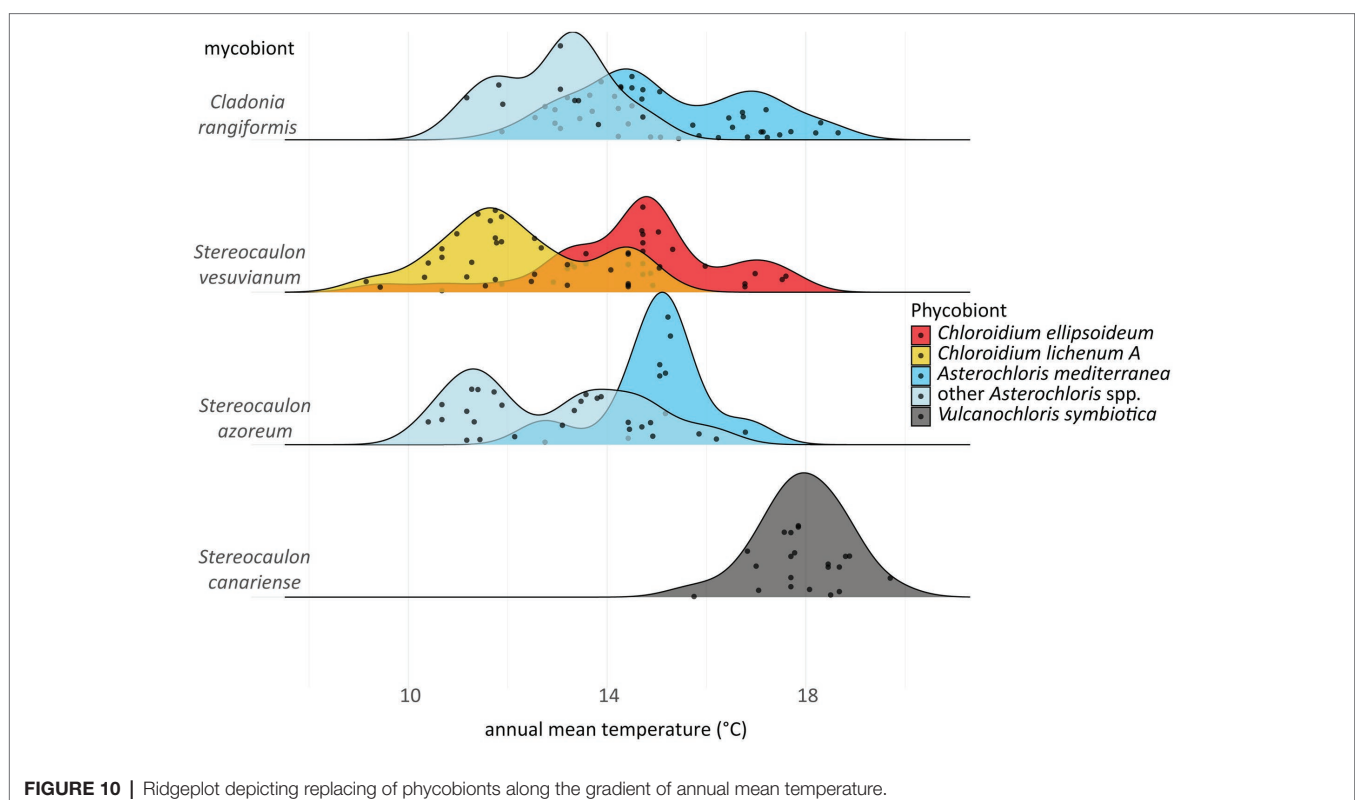 mycobiont
Cladonia
rangiformis
Stereocaulon
vesuvianum
Stereocaulon
azoreum
Stereocaulon
canariense
Phycobiont
Chloroidium ellipsoideum
Chloroidium lichenum A
Asterochloris mediterranea
other Asterochloris spp.
Vulcanochloris symbiotica
10 14 18
annual mean temperature (°C)
FIGURE 10 | Ridgeplot depicting replacing of phycobionts along the gradient of annual mean temperature.